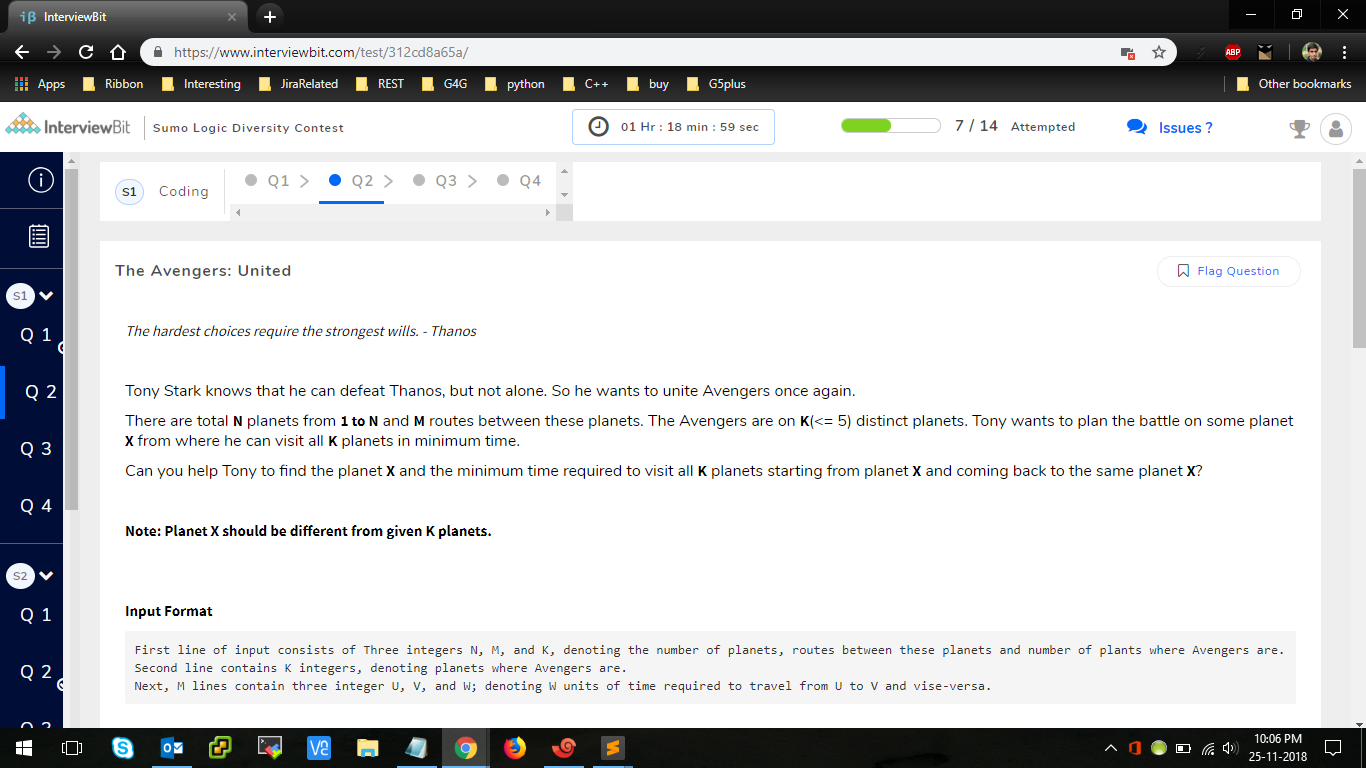 InterviewBit
https://www.interviewbit.com/test/312cd8a65a/
ABP
Apps Ribbon Interesting JiraRelated REST G4G python C++ buy G5plus Other bookmarks
InterviewBit Sumo Logic Diversity Contest 01 Hr : 18 min : 59 sec 7 / 14 Attempted Issues ?
S1 Coding Q1 Q2 Q3 Q4
The Avengers: United
Flag Question
S1
Q 1
Q 2
Q 3
Q 4
S2
Q 1
Q 2
The hardest choices require the strongest wills. - Thanos
Tony Stark knows that he can defeat Thanos, but not alone. So he wants to unite Avengers once again.
There are total N planets from 1 to N and M routes between these planets. The Avengers are on K(<= 5) distinct planets. Tony wants to plan the battle on some planet
X from where he can visit all K planets in minimum time.
Can you help Tony to find the planet X and the minimum time required to visit all K planets starting from planet X and coming back to the same planet X?
Note: Planet X should be different from given K planets.
Input Format
First line of input consists of Three integers N, M, and K, denoting the number of planets, routes between these planets and number of plants where Avengers are.
Second line contains K integers, denoting planets where Avengers are.
Next, M lines contain three integer U, V, and W; denoting W units of time required to travel from U to V and vise-versa.
10:06 PM
25-11-2018